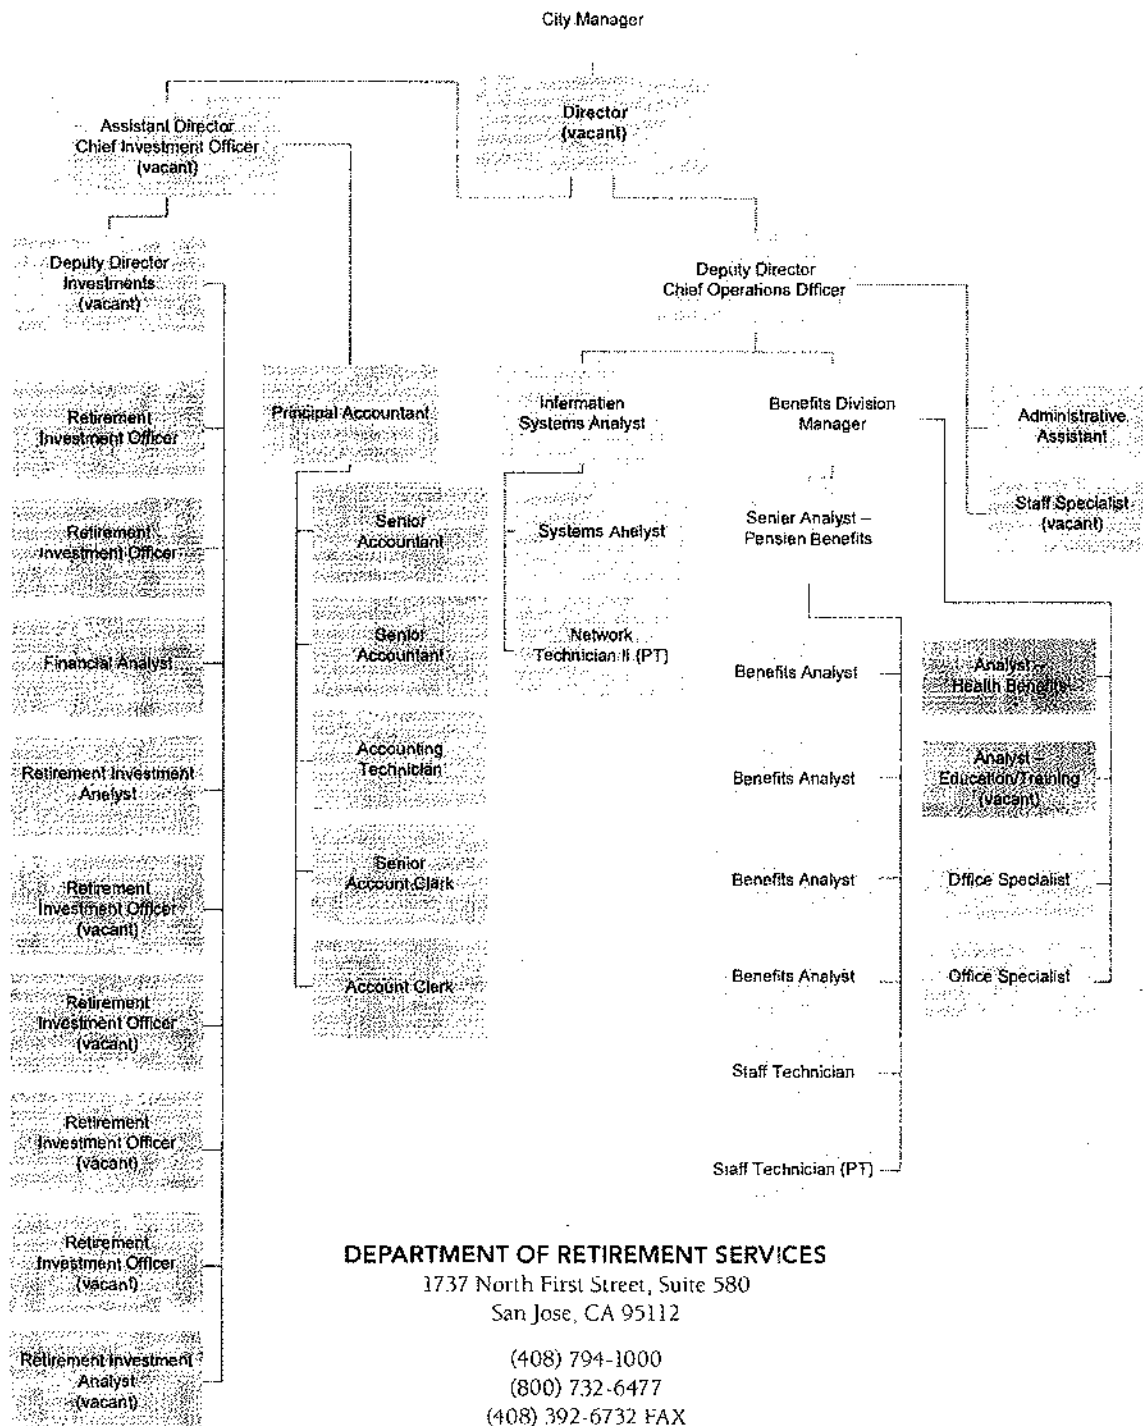 City Manager
Director
(vacant)
Assistant Director
Chief Investment Officer
(vacant)
Deputy Director
Investments
(vacant)
Deputy Director
Chief Operations Officer
Retirement
Investment Officer
Principal Accountant
Information
Systems Analyst
Benefits Division
Manager
Administrative
Assistant
Retirement
Investment Officer
Senior
Accountant
Systems Analyst
Senior Analyst –
Pension Benefits
Staff Specialist
(vacant)
Financial Analyst
Senior
Accountant
Network
Technician II (PT)
Benefits Analyst
Analyst –
Health Benefits
Retirement Investment
Analyst
Accounting
Technician
Benefits Analyst
Analyst –
Education/Training
(vacant)
Retirement
Investment Officer
(vacant)
Senior
Account Clerk
Benefits Analyst
Office Specialist
Retirement
Investment Officer
(vacant)
Account Clerk
Benefits Analyst
Office Specialist
Staff Technician
Retirement
Investment Officer
(vacant)
Staff Technician (PT)
Retirement
Investment Officer
(vacant)
Retirement Investment
Analyst
(vacant)
DEPARTMENT OF RETIREMENT SERVICES
1737 North First Street, Suite 580
San Jose, CA 95112
(408) 794-1000
(800) 732-6477
(408) 392-6732 FAX